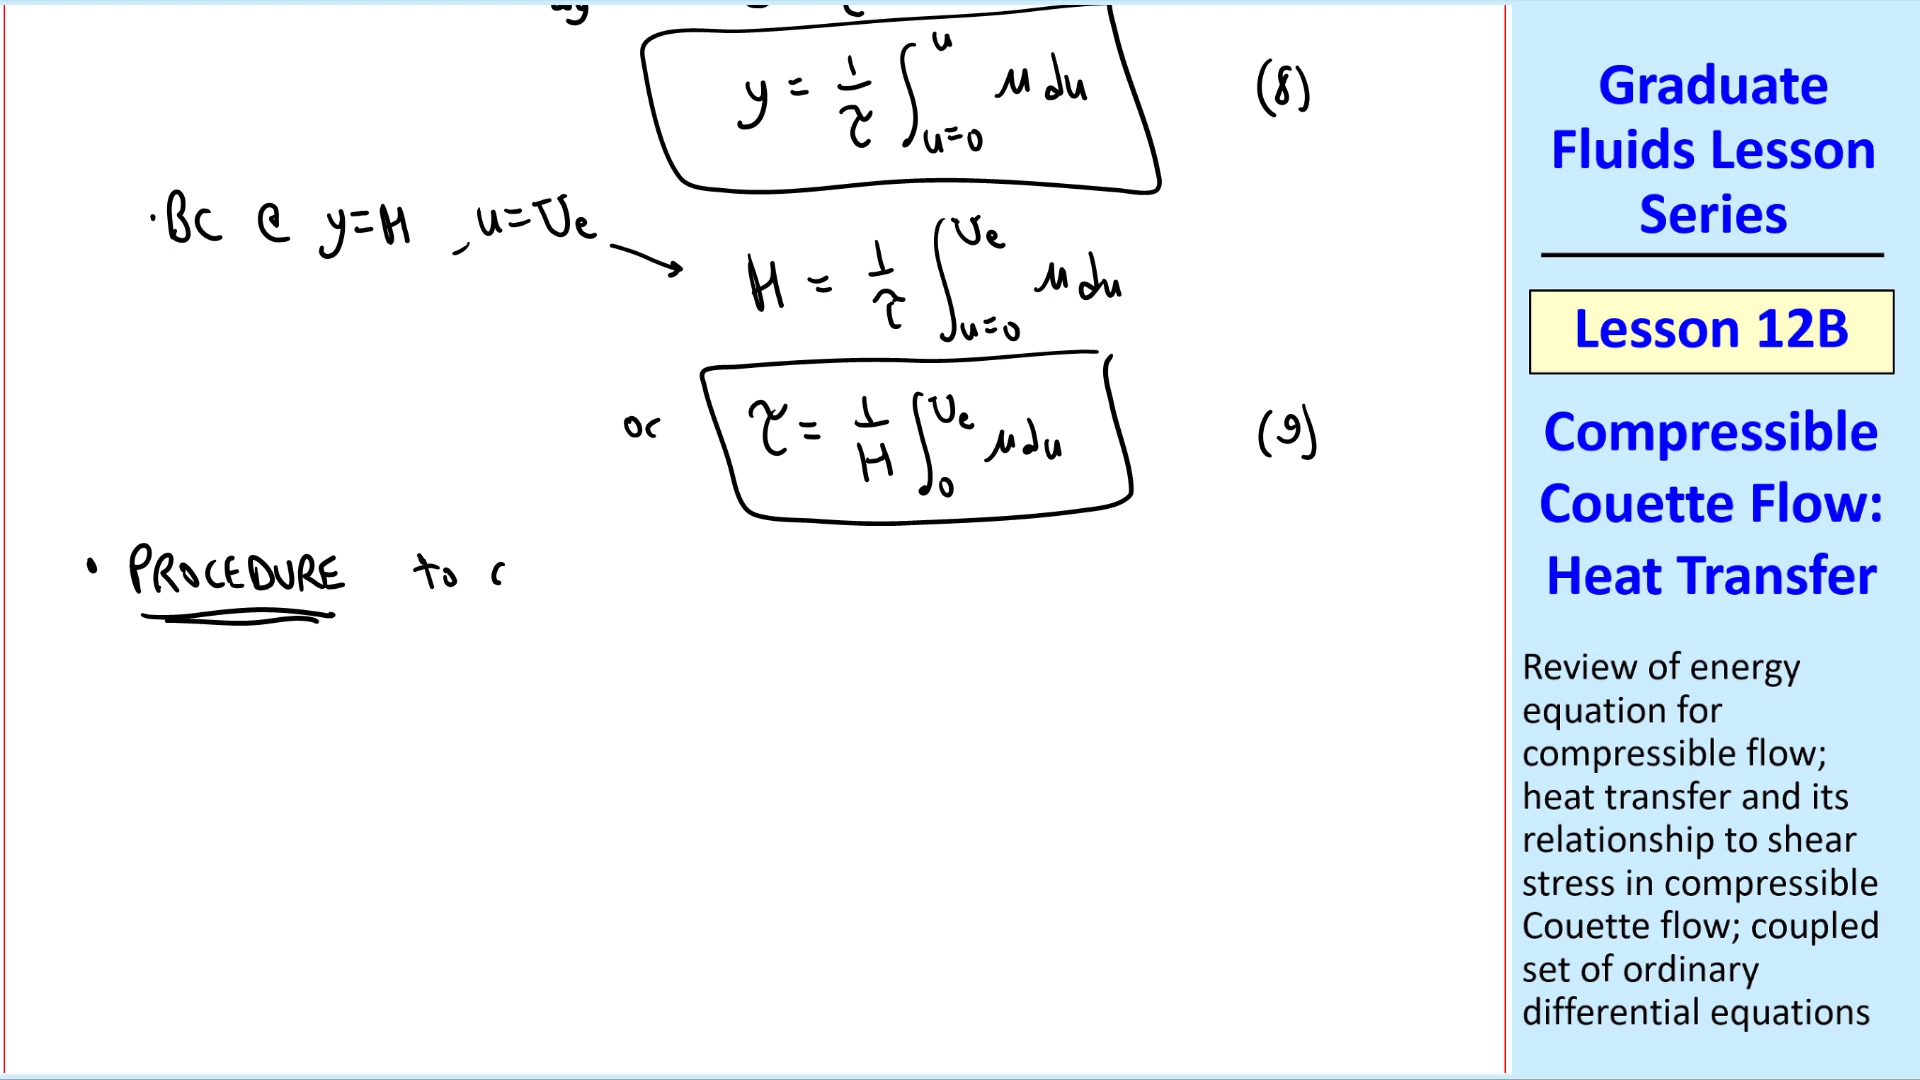 y = 1/τ ∫_{u=0}^{u} μ du (8)
· BC @ y=H, u=Ue → H = 1/τ ∫_{u=0}^{Ue} μ du
or τ = 1/H ∫_0^{Ue} μ du (9)
• PROCEDURE to
Graduate
Fluids Lesson
Series
Lesson 12B
Compressible
Couette Flow:
Heat Transfer
Review of energy
equation for
compressible flow;
heat transfer and its
relationship to shear
stress in compressible
Couette flow; coupled
set of ordinary
differential equations